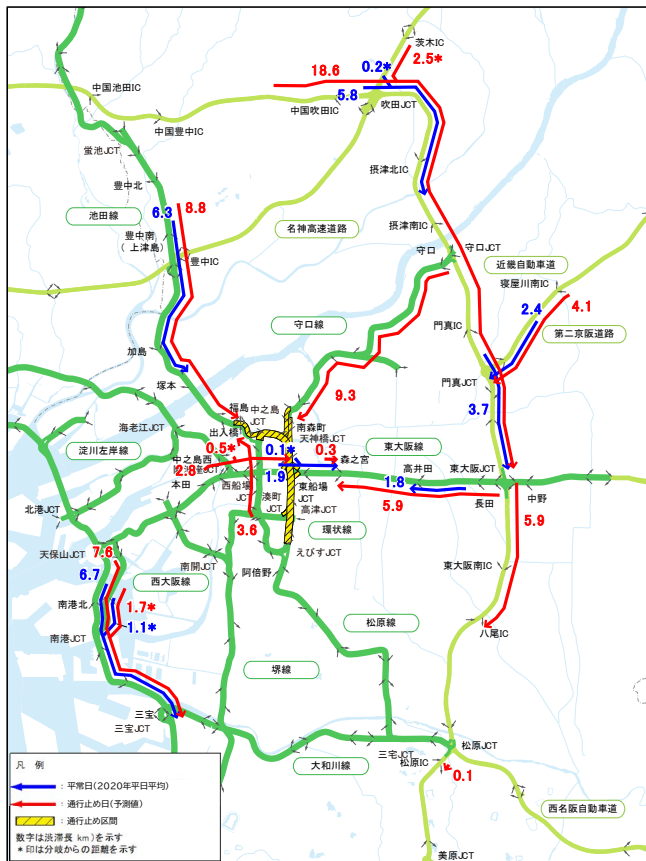 茨木IC
0.2*
2.5*
18.6
5.8
中国池田IC
中国吹田IC
吹田JCT
中国豊中IC
蛍池JCT
摂津北IC
豊中北
池田線
6.3
8.8
名神高速道路
摂津南IC
豊中南
(上津島)
豊中IC
守口
守口JCT
近畿自動車道
寝屋川南IC
2.4
4.1
守口線
門真IC
第二京阪道路
加島
門真JCT
9.3
塚本
3.7
福島
中之島
JCT
南森町
天神橋JCT
出入橋
海老江JCT
東大阪線
淀川左岸線
0.5*
0.1*
0.3
中之島西
2.8
森之宮
高井田
東大阪JCT
1.9
1.8
本田
西船場
JCT
東船場
JCT
長田
中野
湊町
JCT
高津JCT
5.9
5.9
北港JCT
3.6
環状線
天保山JCT
7.6
えびすJCT
南開JCT
阿倍野
東大阪南IC
6.7
西大阪線
南港北
1.7*
松原線
八尾IC
1.1*
南港JCT
堺線
三宝
三宝JCT
松原JCT
三宅JCT
大和川線
松原IC
0.1
西名阪自動車道
美原JCT
凡 例
:平常日(2020年平日平均)
:通行止め日(予測値)
:通行止め区間
数字は渋滞長 km)を示す
* 印は分岐からの距離を示す